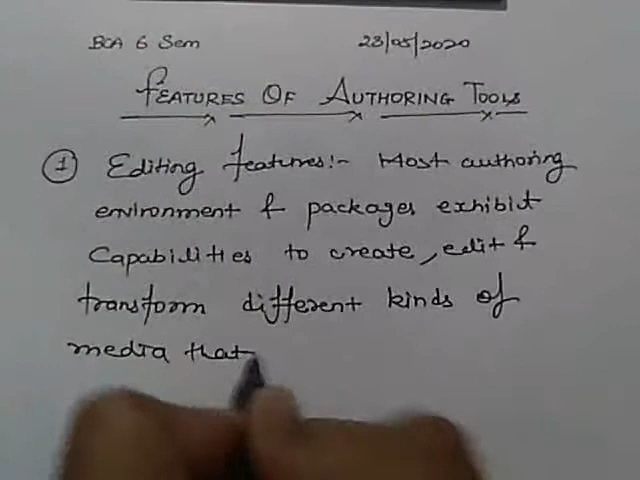 BCA 6 Sem 23/05/2020
FEATURES OF AUTHORING TOOLS
1 Editing features:- Most authoring
environment & packages exhibit
Capabilities to create, edit &
transform different kinds of
media that